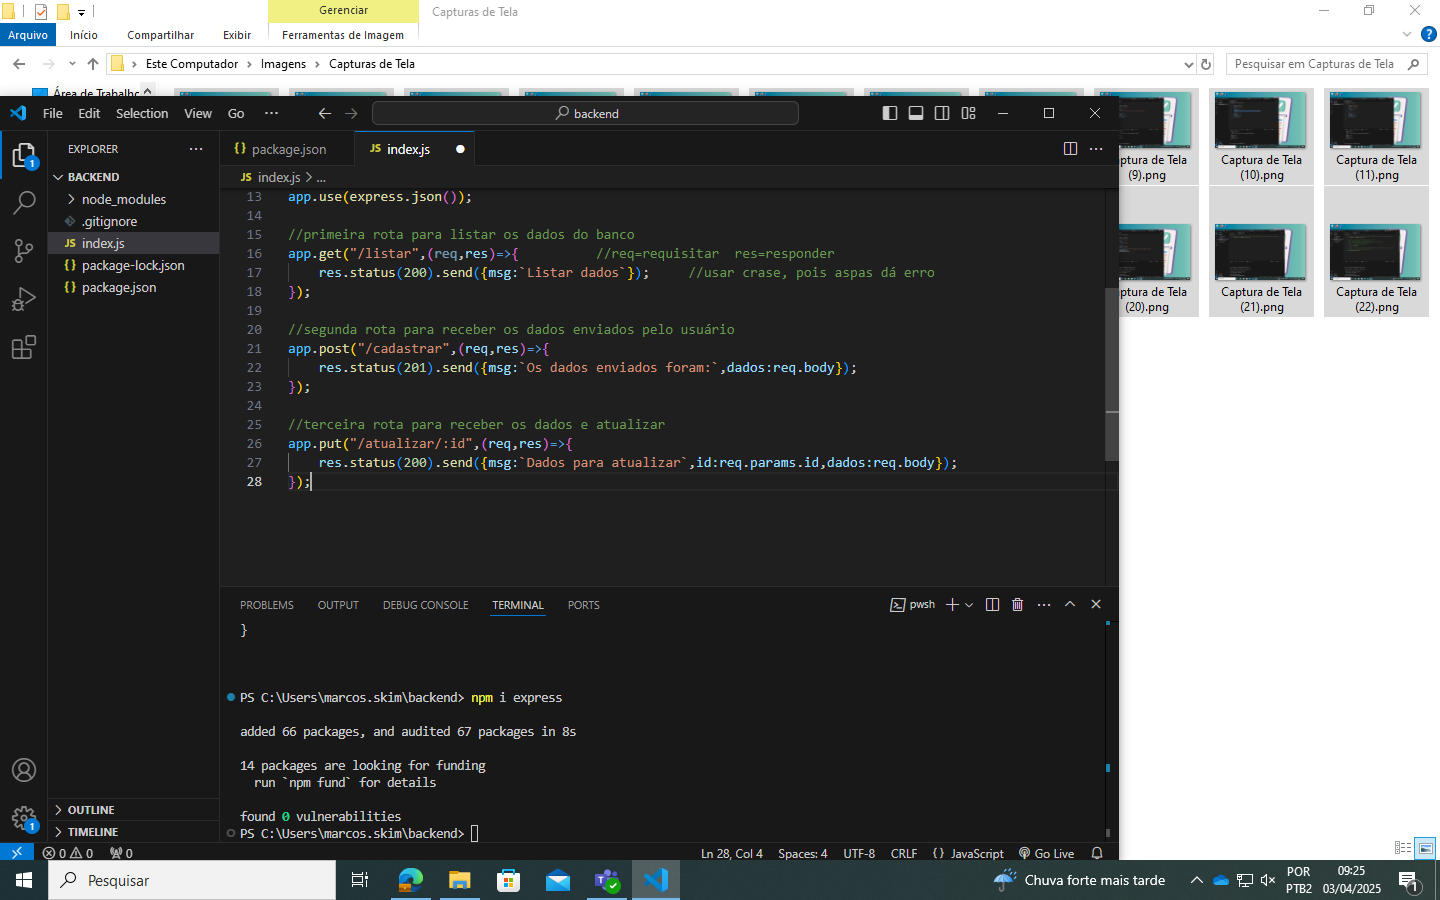 Gerenciar
Capturas de Tela
Arquivo
Início
Compartilhar
Exibir
Ferramentas de Imagem
Este Computador > Imagens > Capturas de Tela
Pesquisar em Capturas de Tela
Área de Trabalho
File Edit Selection View Go ...
backend
EXPLORER
BACKEND
node_modules
.gitignore
JS index.js
{} package-lock.json
{} package.json
OUTLINE
TIMELINE
1
1
{} package.json
JS index.js
JS index.js > ...
13 app.use(express.json());
14
15 //primeira rota para listar os dados do banco
16 app.get("/listar",(req,res)=>{ //req=requisitar res=responder
17 res.status(200).send({msg:`Listar dados`}); //usar crase, pois aspas dá erro
18 });
19
20 //segunda rota para receber os dados enviados pelo usuário
21 app.post("/cadastrar",(req,res)=>{
22 res.status(201).send({msg:`Os dados enviados foram:`,dados:req.body});
23 });
24
25 //terceira rota para receber os dados e atualizar
26 app.put("/atualizar/:id",(req,res)=>{
27 res.status(200).send({msg:`Dados para atualizar`,id:req.params.id,dados:req.body});
28 });
PROBLEMS OUTPUT DEBUG CONSOLE TERMINAL PORTS
pwsh
}
PS C:\Users\marcos.skim\backend> npm i express
added 66 packages, and audited 67 packages in 8s
14 packages are looking for funding
run `npm fund` for details
found 0 vulnerabilities
PS C:\Users\marcos.skim\backend>
0 0 0
Ln 28, Col 4 Spaces: 4 UTF-8 CRLF {} JavaScript Go Live
ptura de Tela
(9).png
Captura de Tela
(10).png
Captura de Tela
(11).png
ptura de Tela
(20).png
Captura de Tela
(21).png
Captura de Tela
(22).png
Pesquisar
Chuva forte mais tarde
POR
PTB2
09:25
03/04/2025
1